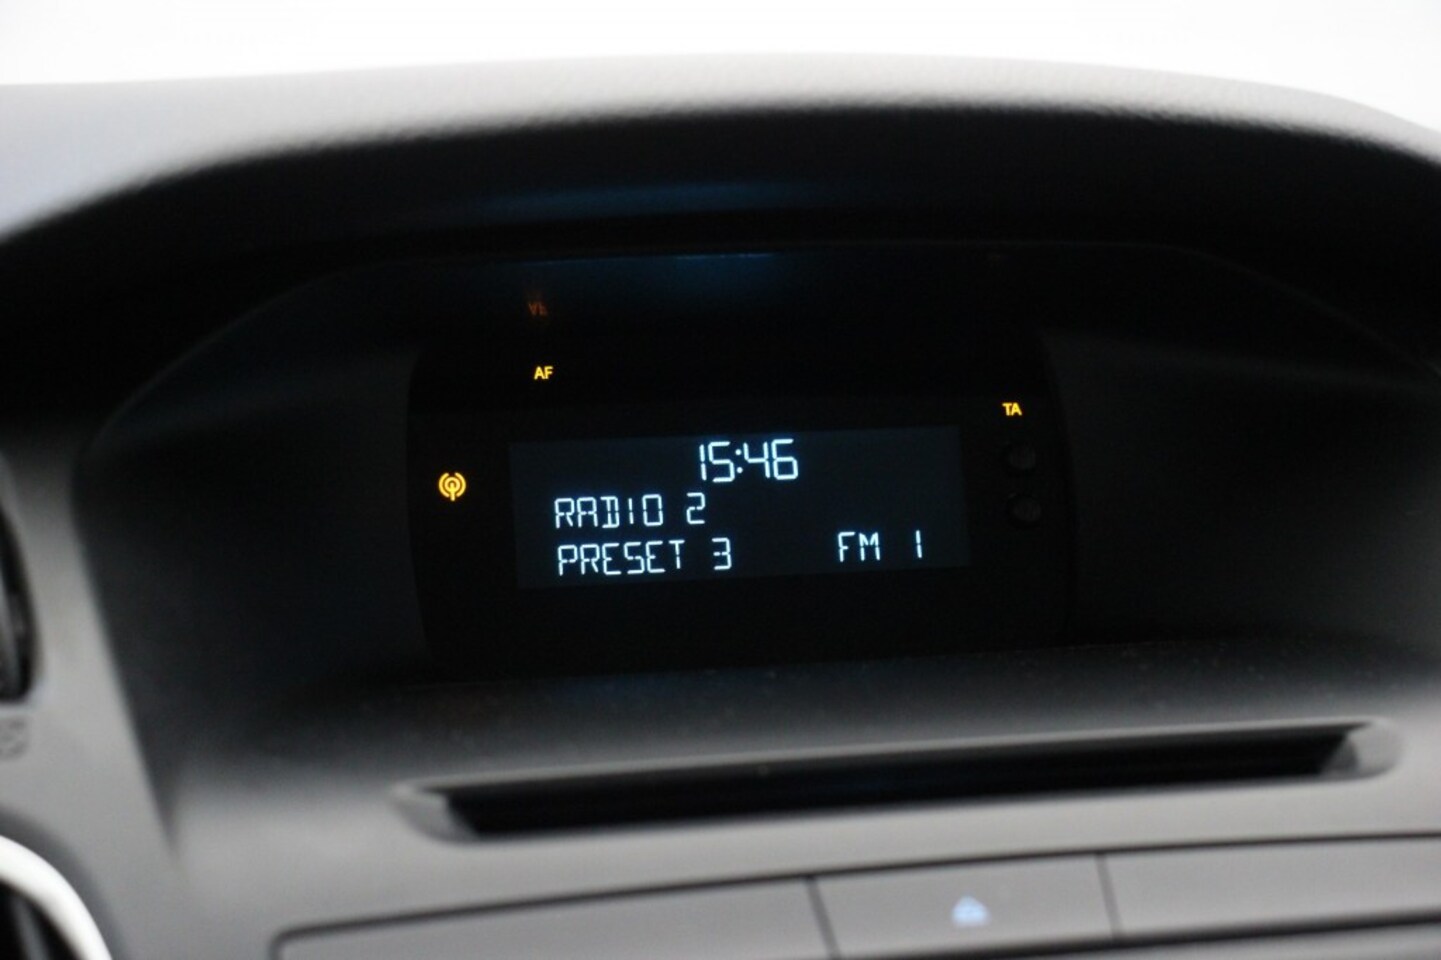 AF
TA
15:46
RADIO 2
PRESET 3 FM 1